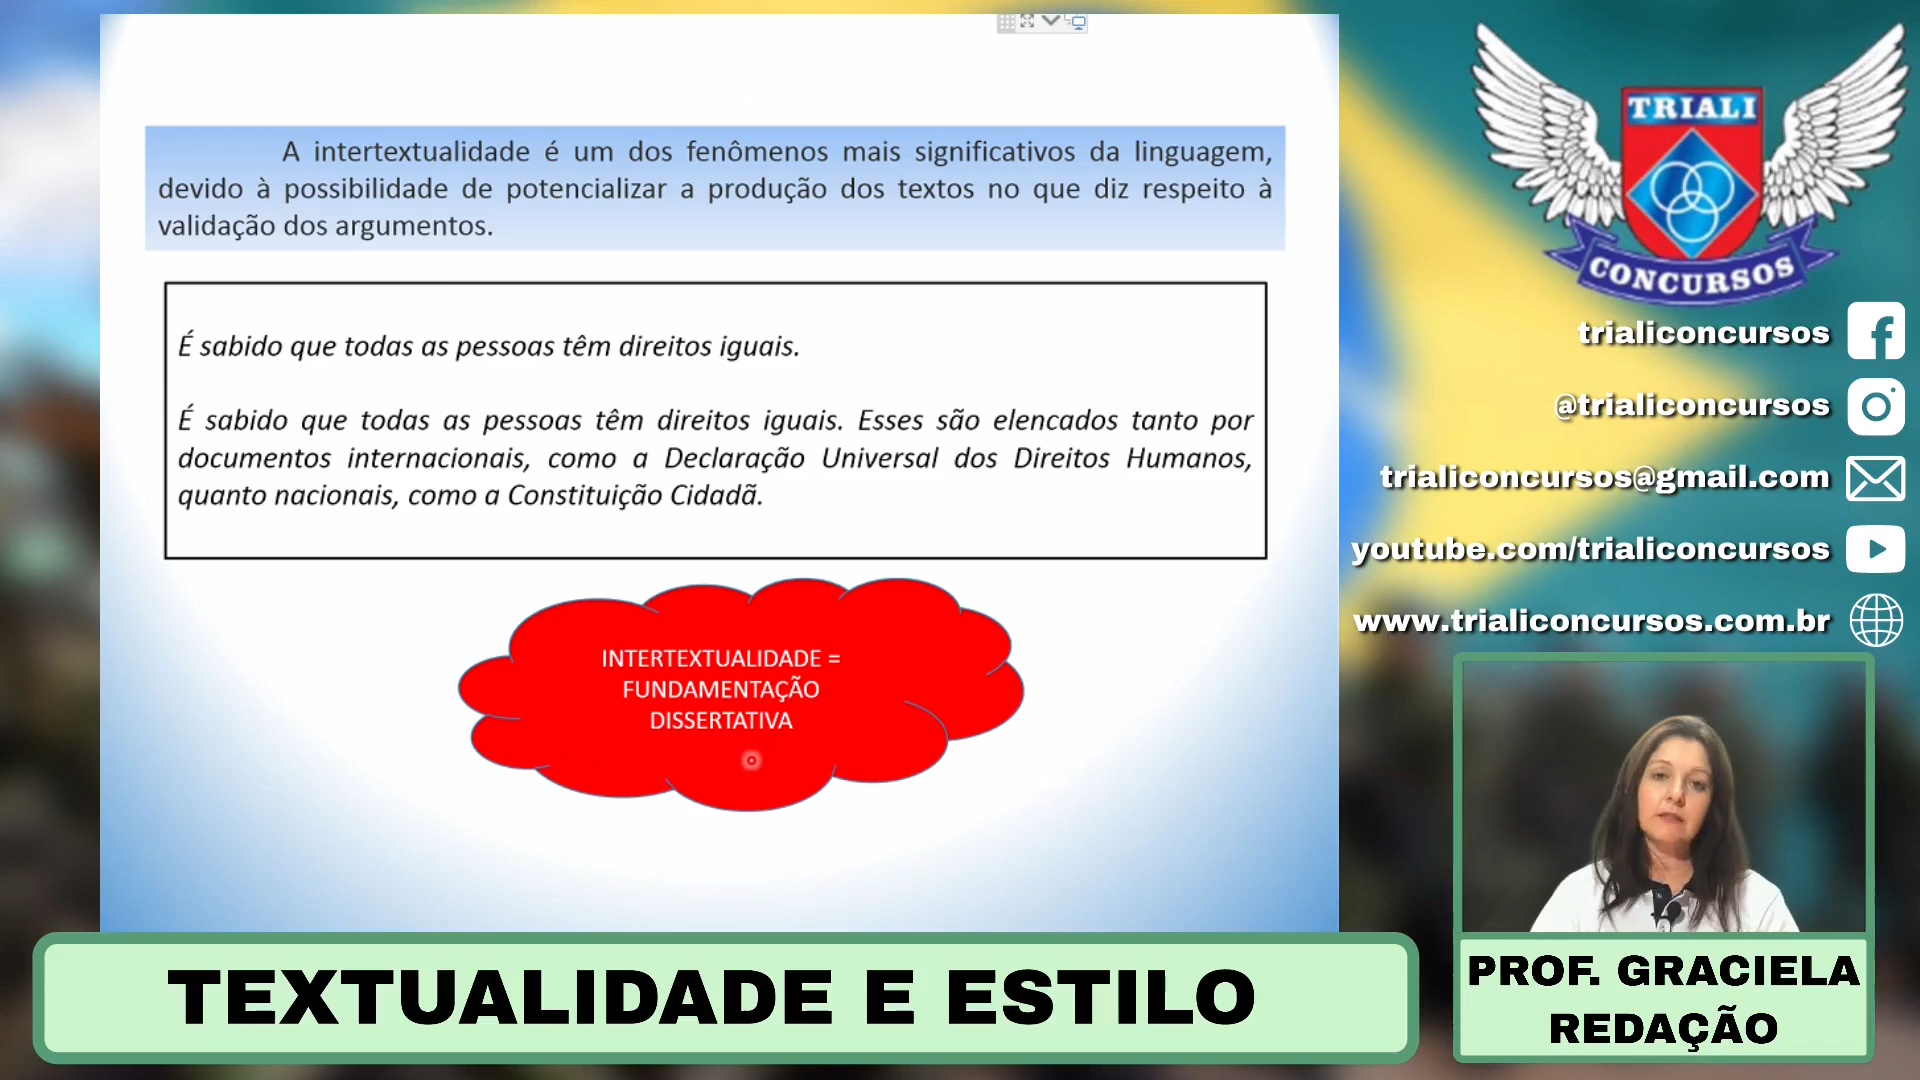 A intertextualidade é um dos fenômenos mais significativos da linguagem,
devido à possibilidade de potencializar a produção dos textos no que diz respeito à
validação dos argumentos.
É sabido que todas as pessoas têm direitos iguais.
É sabido que todas as pessoas têm direitos iguais. Esses são elencados tanto por
documentos internacionais, como a Declaração Universal dos Direitos Humanos,
quanto nacionais, como a Constituição Cidadã.
INTERTEXTUALIDADE =
FUNDAMENTAÇÃO
DISSERTATIVA
TRIALI
CONCURSOS
trialiconcursos
@trialiconcursos
trialiconcursos@gmail.com
youtube.com/trialiconcursos
www.trialiconcursos.com.br
TEXTUALIDADE E ESTILO
PROF. GRACIELA
REDAÇÃO